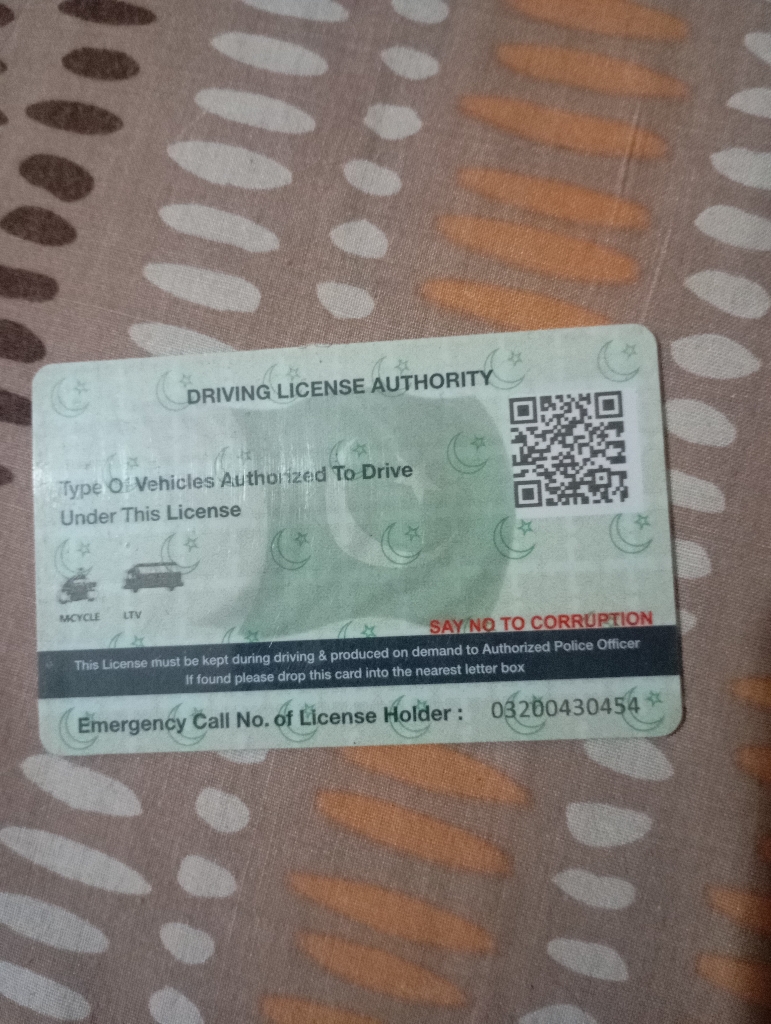 DRIVING LICENSE AUTHORITY
Type Of Vehicles Authorized To Drive
Under This License
MCYCLE LTV
SAY NO TO CORRUPTION
This License must be kept during driving & produced on demand to Authorized Police Officer
If found please drop this card into the nearest letter box
Emergency Call No. of License Holder : 03200430454